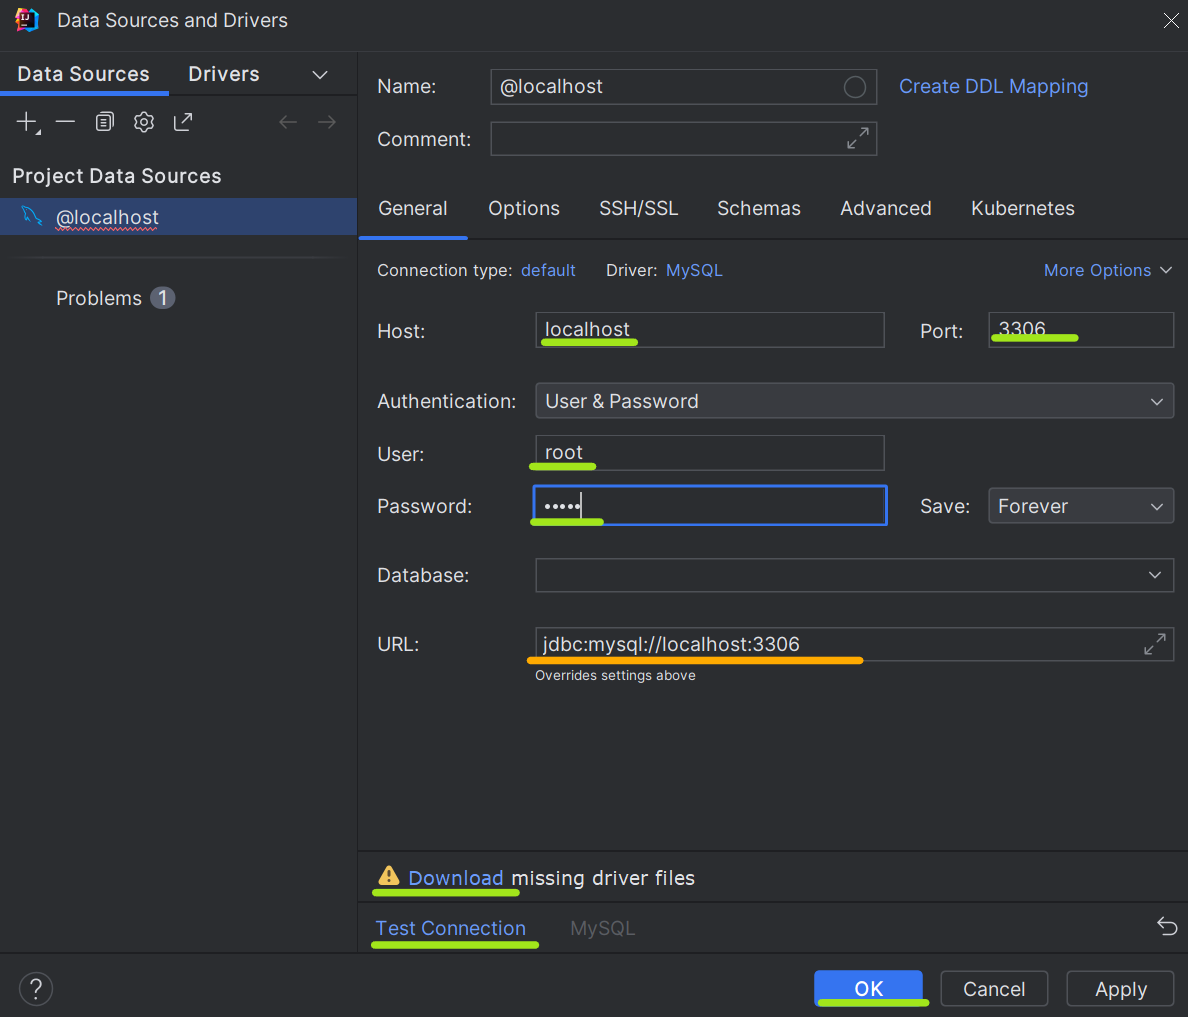 Data Sources and Drivers
Data Sources Drivers
Project Data Sources
@localhost
Problems 1
Name: @localhost Create DDL Mapping
Comment:
General Options SSH/SSL Schemas Advanced Kubernetes
Connection type: default Driver: MySQL More Options
Host: localhost Port: 3306
Authentication: User & Password
User: root
Password: ••••• Save: Forever
Database:
URL: jdbc:mysql://localhost:3306
Overrides settings above
Download missing driver files
Test Connection MySQL
? OK Cancel Apply